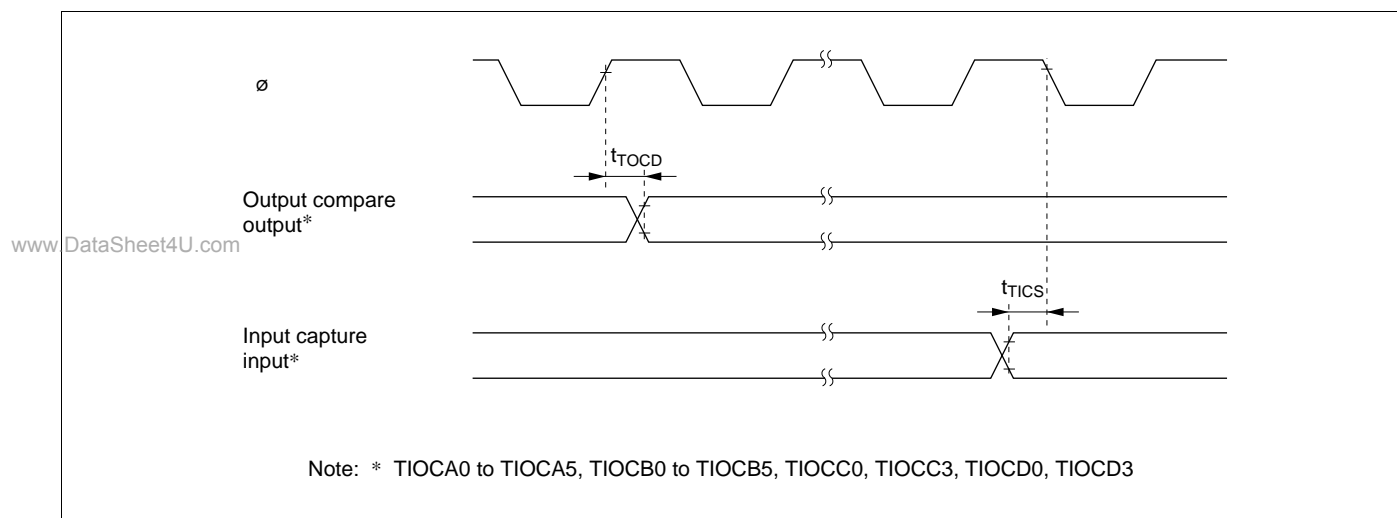 ø
tTOCD
Output compare
output*
www.DataSheet4U.com
tTICS
Input capture
input*
Note: * TIOCA0 to TIOCA5, TIOCB0 to TIOCB5, TIOCC0, TIOCC3, TIOCD0, TIOCD3